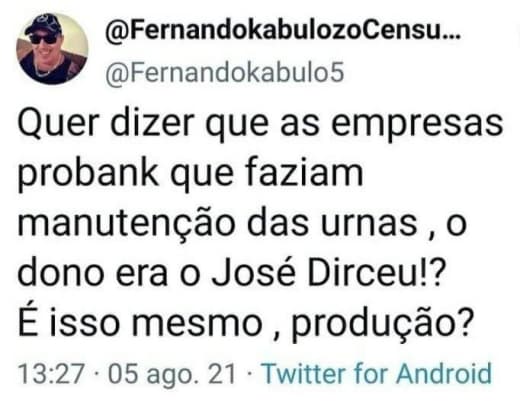 @FernandokabulozoCensu...
@Fernandokabulo5
Quer dizer que as empresas
probank que faziam
manutenção das urnas , o
dono era o José Dirceu!?
É isso mesmo , produção?
13:27 · 05 ago. 21 · Twitter for Android